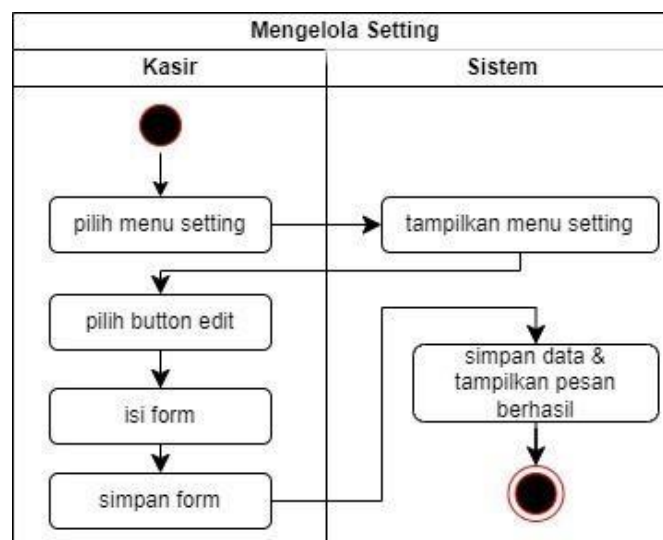 Mengelola Setting
Kasir
Sistem
pilih menu setting
tampilkan menu setting
pilih button edit
isi form
simpan form
simpan data &
tampilkan pesan
berhasil